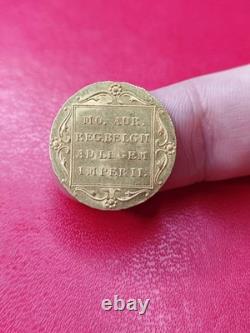 MO. AUR.
REG. BELGII
AD LEGEM
IMPERII.
ebay